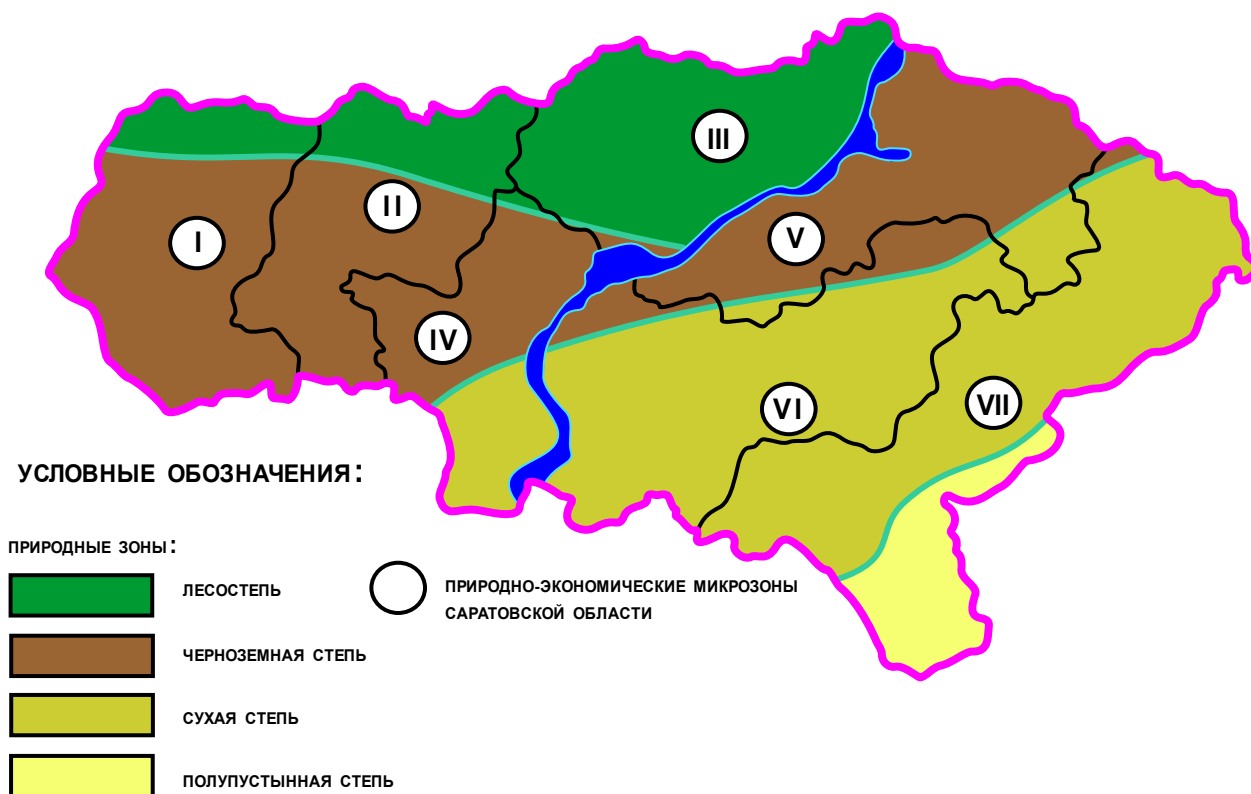 III
II
I
V
IV
VI
VII
УСЛОВНЫЕ ОБОЗНАЧЕНИЯ:
ПРИРОДНЫЕ ЗОНЫ:
ЛЕСОСТЕПЬ
ПРИРОДНО-ЭКОНОМИЧЕСКИЕ МИКРОЗОНЫ
САРАТОВСКОЙ ОБЛАСТИ
ЧЕРНОЗЕМНАЯ СТЕПЬ
СУХАЯ СТЕПЬ
ПОЛУПУСТЫННАЯ СТЕПЬ